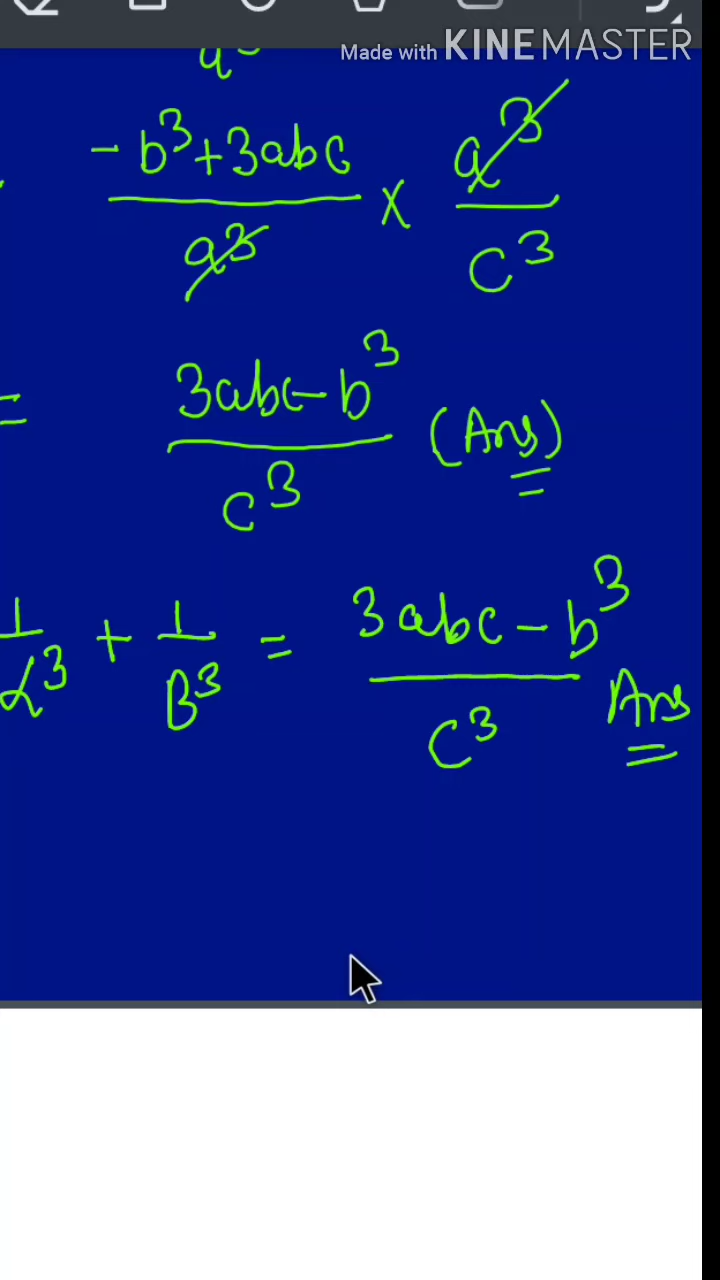 Made with KINEMASTER
a³
-b³+3abc / a³ × a³ / c³
= 3abc-b³ / c³ (Ans)
1/α³ + 1/β³ = 3abc-b³ / c³ Ans